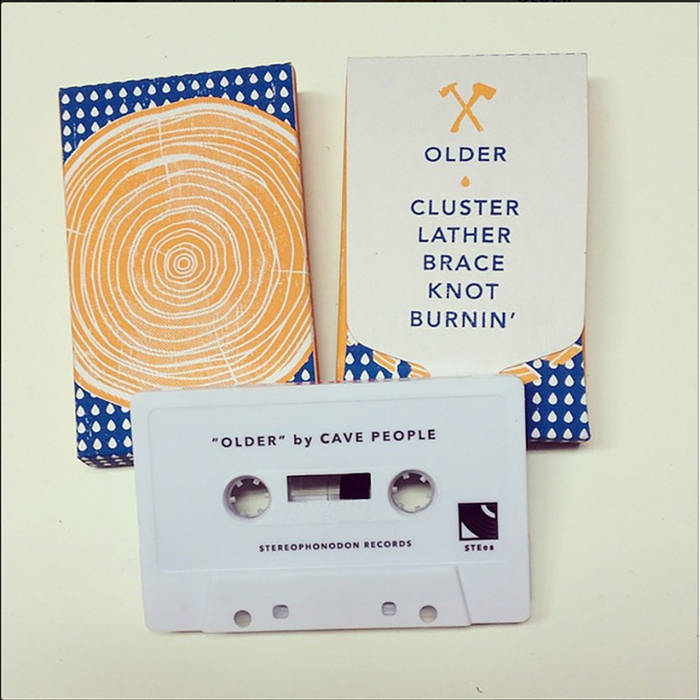 OLDER
CLUSTER
LATHER
BRACE
KNOT
BURNIN’
“OLDER” by CAVE PEOPLE
STEREOPHONODON RECORDS